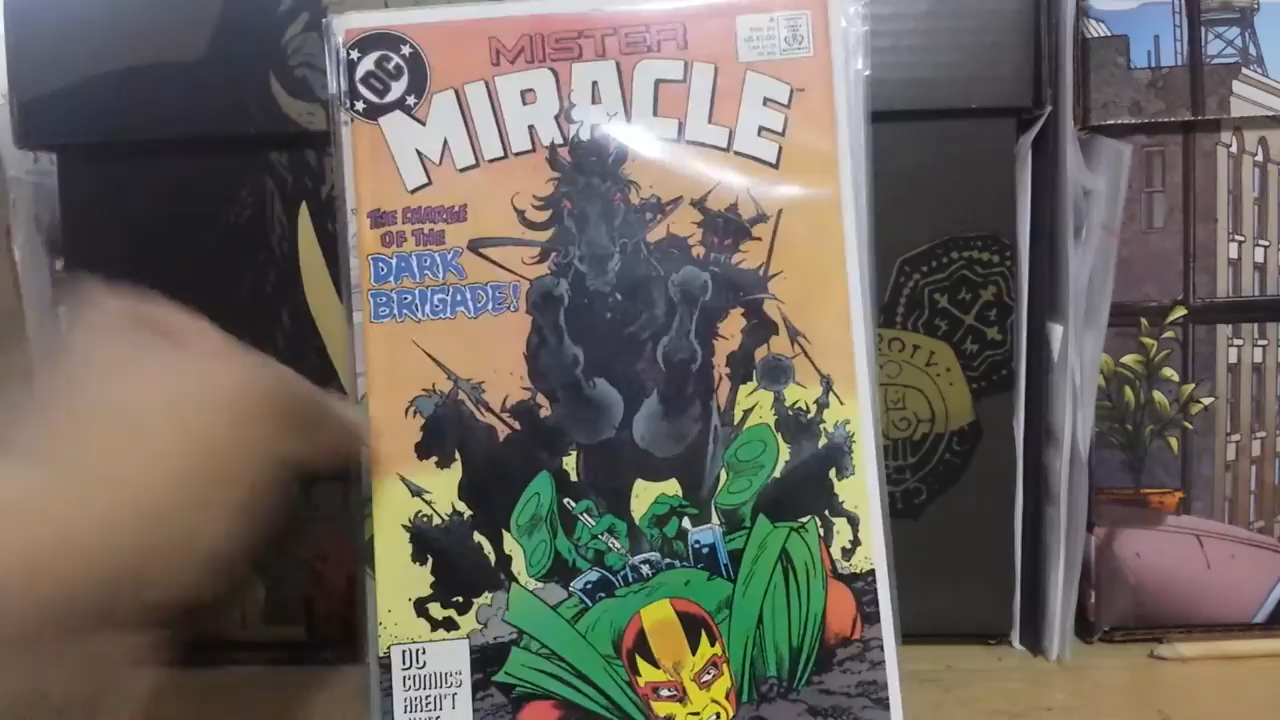 MISTER
MIRACLE
DC
THE CHARGE
OF THE
DARK
BRIGADE!
DC
COMICS
AREN'T